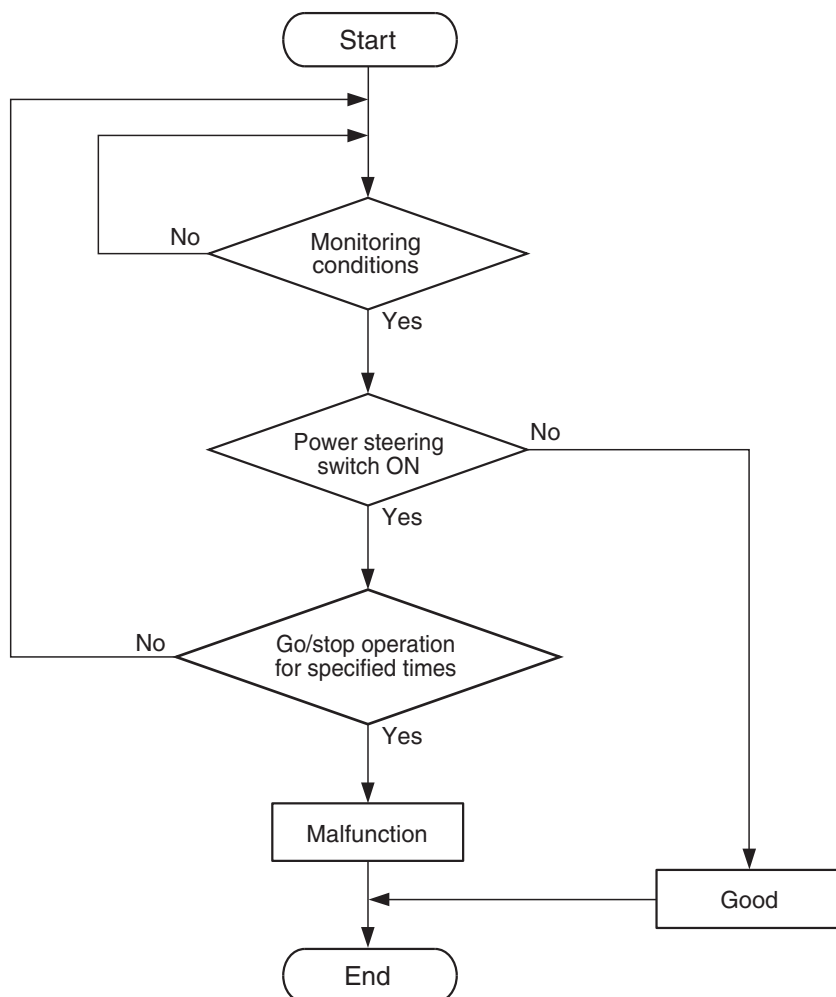 Start
No
Monitoring
conditions
Yes
Power steering
switch ON
No
Yes
No
Go/stop operation
for specified times
Yes
Malfunction
Good
End